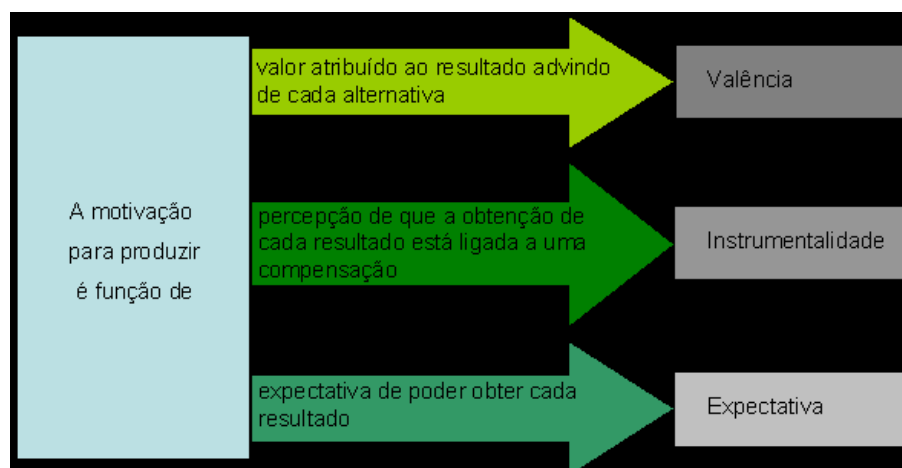 A motivação
para produzir
é função de
valor atribuído ao resultado advindo
de cada alternativa
Valência
percepção de que a obtenção de
cada resultado está ligada a uma
compensação
Instrumentalidade
expectativa de poder obter cada
resultado
Expectativa